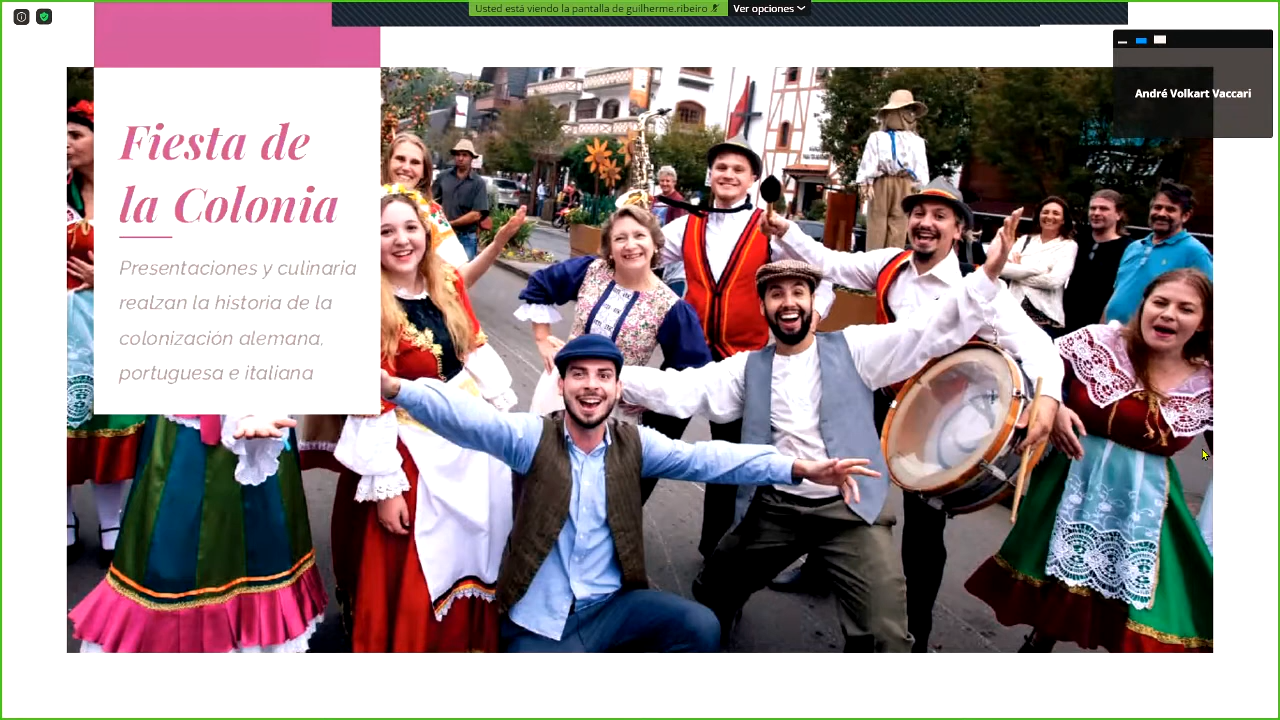 Usted está viendo la pantalla de guilherme.ribeiro
Ver opciones
André Volkart Vaccari
Fiesta de
la Colonia
Presentaciones y culinaria
realzan la historia de la
colonización alemana,
portuguesa e italiana